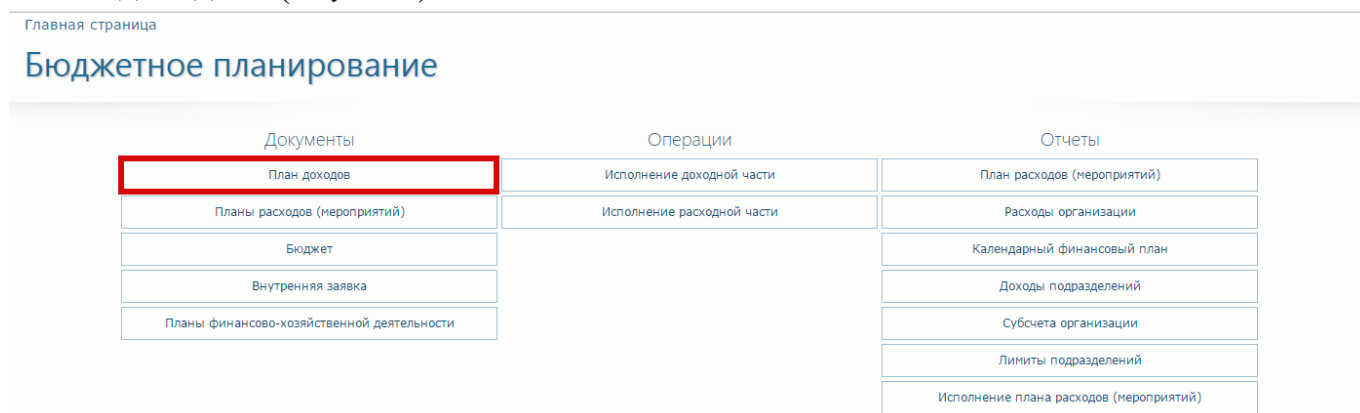 Главная страница
Бюджетное планирование
Документы
Операции
Отчеты
План доходов
Исполнение доходной части
План расходов (мероприятий)
Планы расходов (мероприятий)
Исполнение расходной части
Расходы организации
Бюджет
Календарный финансовый план
Внутренняя заявка
Доходы подразделений
Планы финансово-хозяйственной деятельности
Субсчета организации
Лимиты подразделений
Исполнение плана расходов (мероприятий)